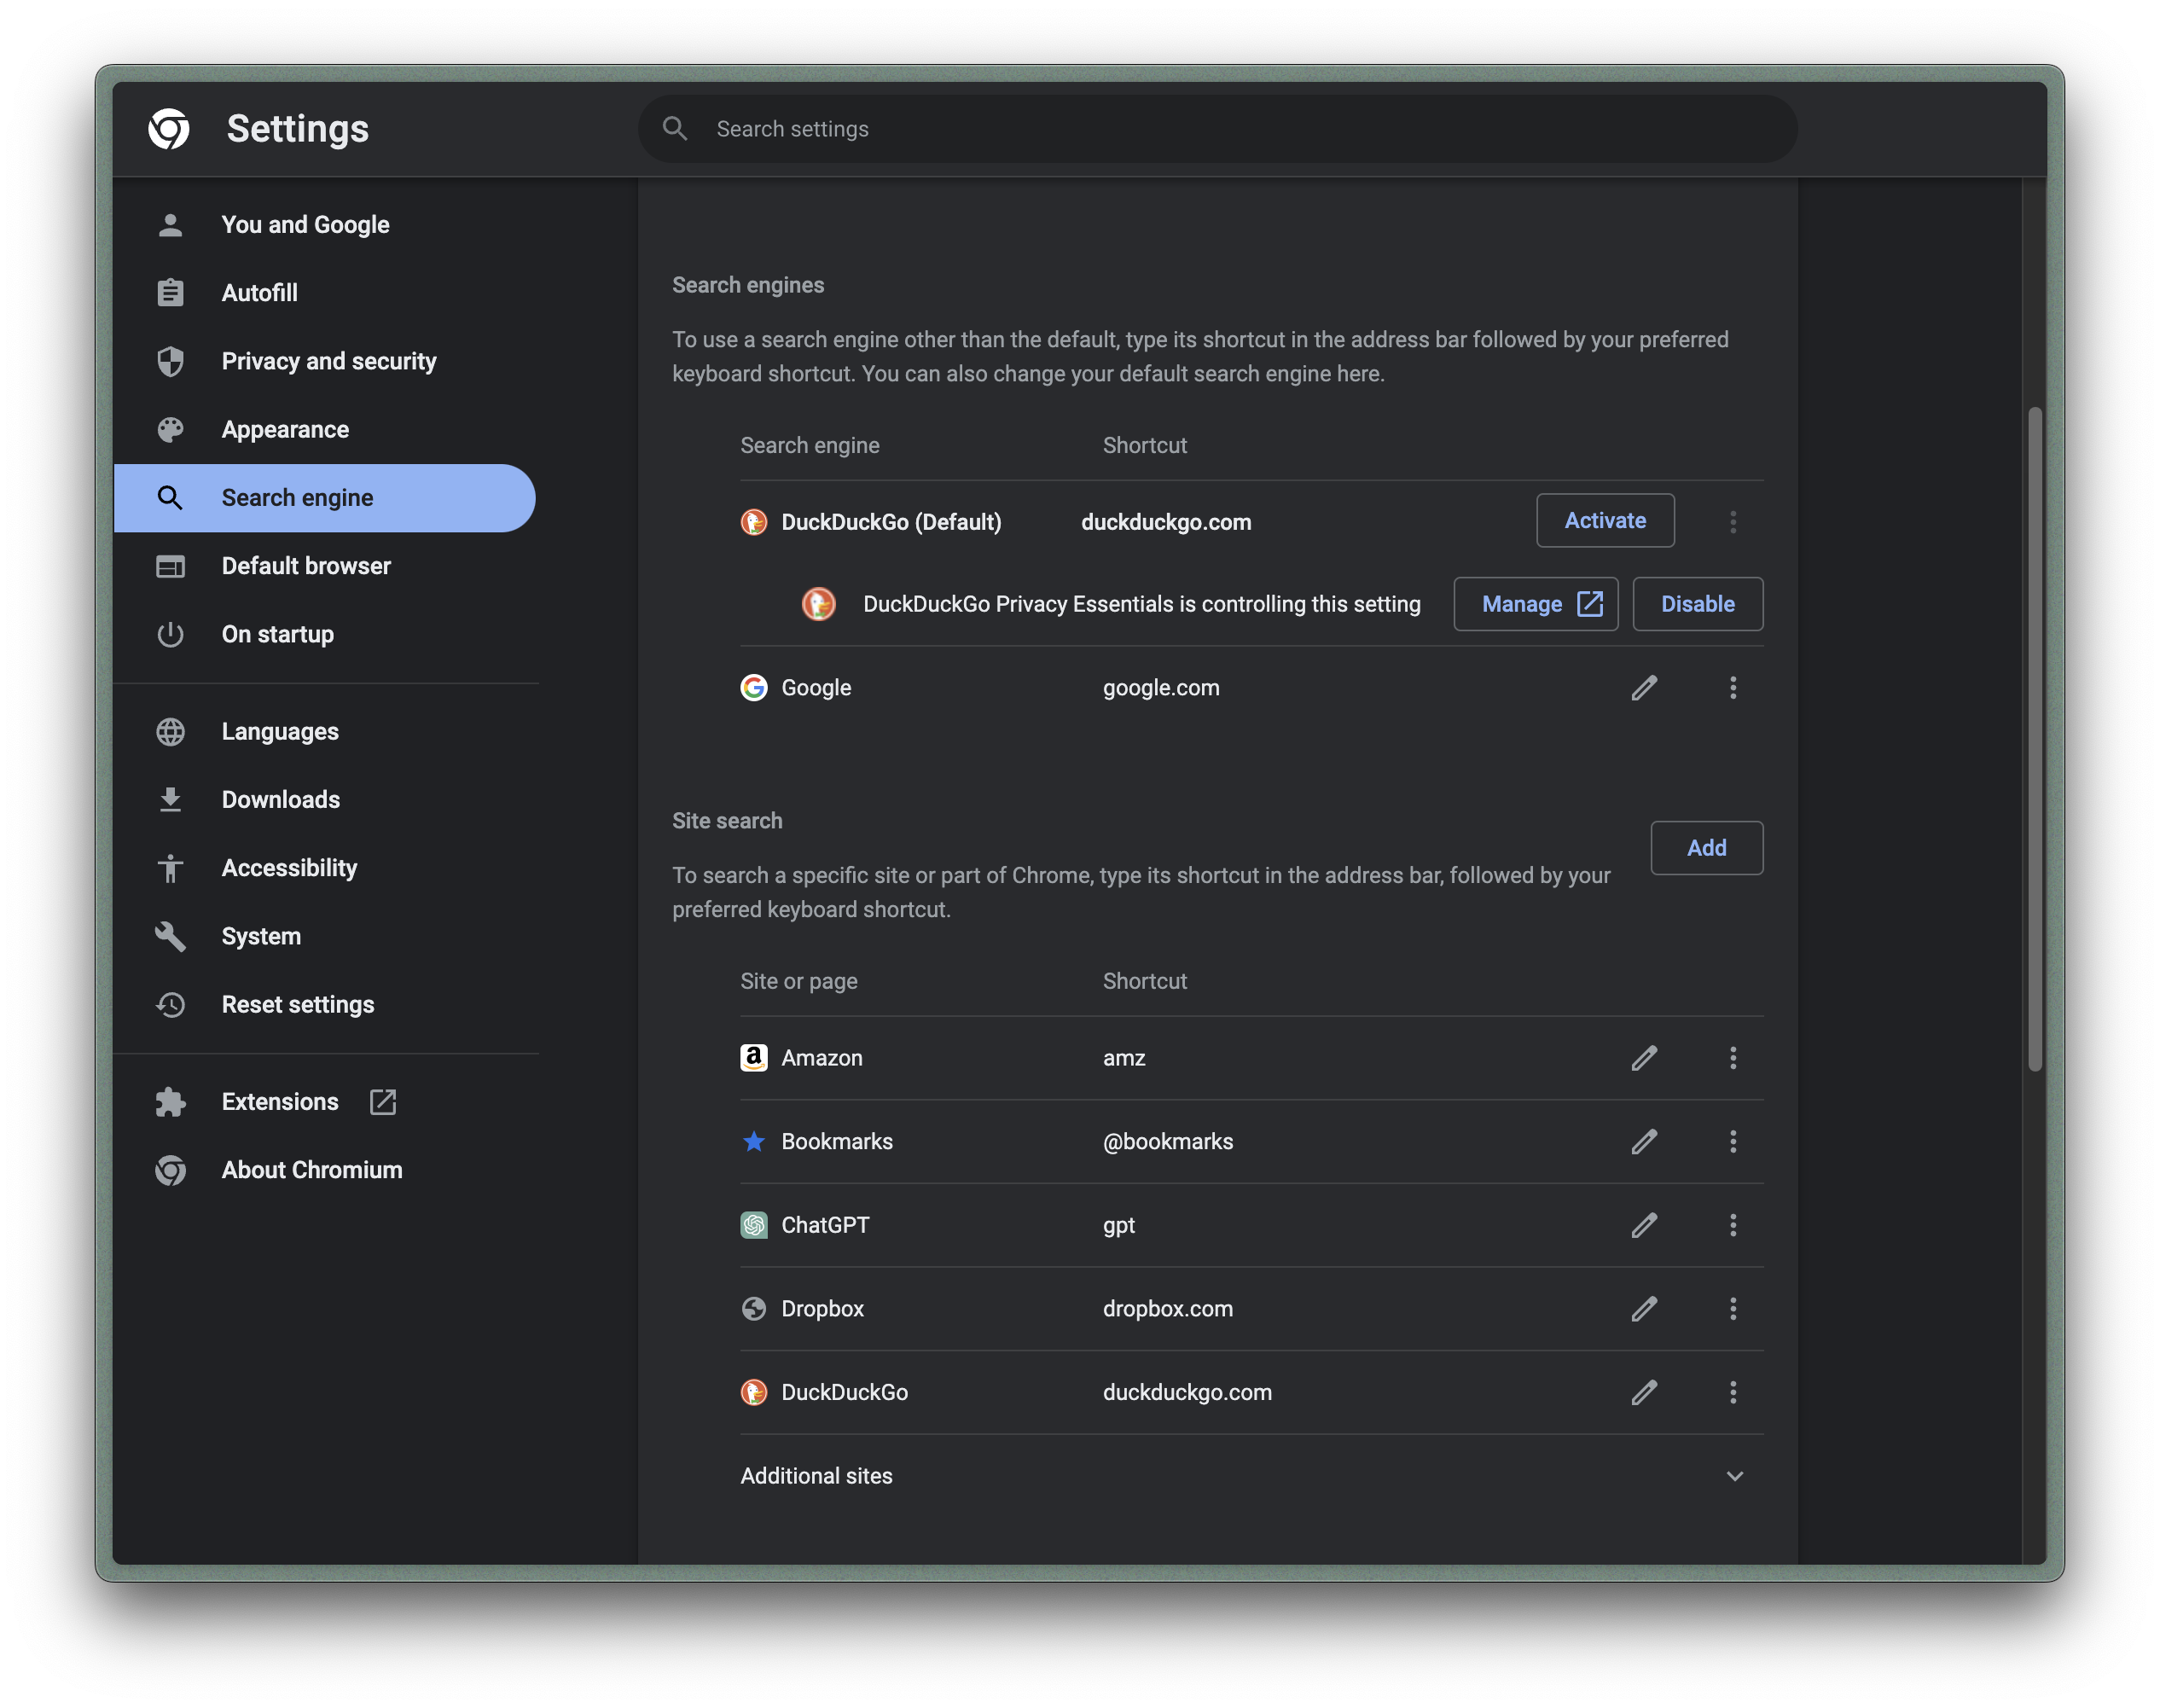 Settings
Search settings
You and Google
Autofill
Privacy and security
Appearance
Search engine
Default browser
On startup
Languages
Downloads
Accessibility
System
Reset settings
Extensions
About Chromium
Search engines
To use a search engine other than the default, type its shortcut in the address bar followed by your preferred
keyboard shortcut. You can also change your default search engine here.
Search engine Shortcut
DuckDuckGo (Default) duckduckgo.com Activate
DuckDuckGo Privacy Essentials is controlling this setting Manage Disable
Google google.com
Site search
Add
To search a specific site or part of Chrome, type its shortcut in the address bar, followed by your
preferred keyboard shortcut.
Site or page Shortcut
Amazon amz
Bookmarks @bookmarks
ChatGPT gpt
Dropbox dropbox.com
DuckDuckGo duckduckgo.com
Additional sites